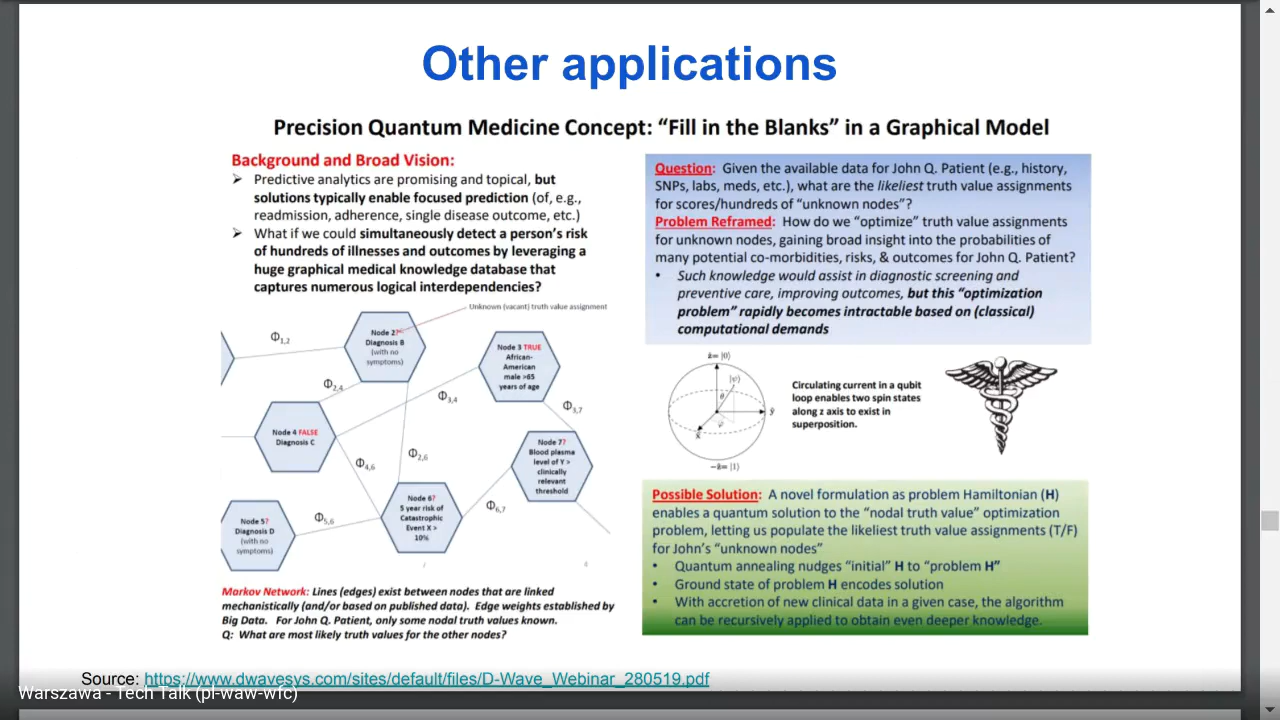 Other applications
Precision Quantum Medicine Concept: “Fill in the Blanks” in a Graphical Model
Background and Broad Vision:
➢ Predictive analytics are promising and topical, but
solutions typically enable focused prediction (of, e.g.,
readmission, adherence, single disease outcome, etc.)
➢ What if we could simultaneously detect a person’s risk
of hundreds of illnesses and outcomes by leveraging a
huge graphical medical knowledge database that
captures numerous logical interdependencies?
Unknown (vacant) truth value assignment
Φ1,2
Node 2?
Diagnosis B
(with no
symptoms)
Node 3 TRUE
African-
American
male >65
years of age
Φ2,4
Φ3,4
Φ3,7
Node 4 FALSE
Diagnosis C
Φ4,6
Φ2,6
Node 7?
Blood plasma
level of Y >
clinically
relevant
threshold
Node 5?
Diagnosis D
(with no
symptoms)
Φ5,6
Node 6?
5 year risk of
Catastrophic
Event X >
10%
Φ6,7
Markov Network: Lines (edges) exist between nodes that are linked
mechanistically (and/or based on published data). Edge weights established by
Big Data. For John Q. Patient, only some nodal truth values known.
Q: What are most likely truth values for the other nodes?
Question: Given the available data for John Q. Patient (e.g., history,
SNPs, labs, meds, etc.), what are the likeliest truth value assignments
for scores/hundreds of “unknown nodes”?
Problem Reframed: How do we “optimize” truth value assignments
for unknown nodes, gaining broad insight into the probabilities of
many potential co-morbidities, risks, & outcomes for John Q. Patient?
• Such knowledge would assist in diagnostic screening and
preventive care, improving outcomes, but this “optimization
problem” rapidly becomes intractable based on (classical)
computational demands
ẑ= |0⟩
|ψ⟩
θ
φ
x̂
ŷ
−ẑ= |1⟩
Circulating current in a qubit
loop enables two spin states
along z axis to exist in
superposition.
Possible Solution: A novel formulation as problem Hamiltonian (H)
enables a quantum solution to the “nodal truth value” optimization
problem, letting us populate the likeliest truth value assignments (T/F)
for John’s “unknown nodes”
• Quantum annealing nudges “initial” H to “problem H”
• Ground state of problem H encodes solution
• With accretion of new clinical data in a given case, the algorithm
can be recursively applied to obtain even deeper knowledge.
Source: https://www.dwavesys.com/sites/default/files/D-Wave_Webinar_280519.pdf
Warszawa - Tech Talk (pl-waw-wfc)